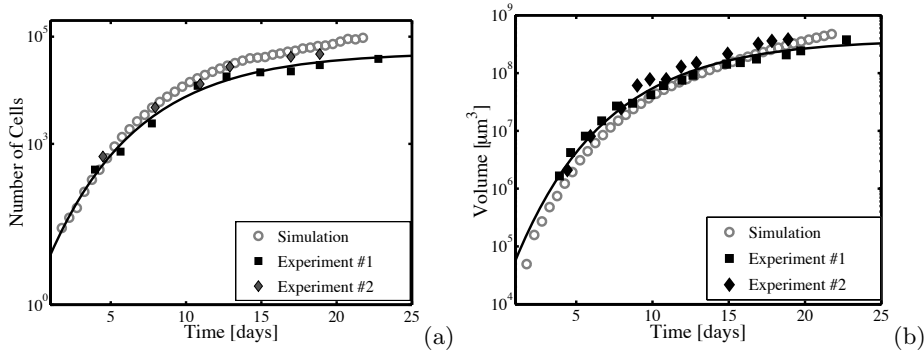 10^5
10^3
10^0
Number of Cells
5
10
15
20
25
Time [days]
Simulation
Experiment #1
Experiment #2
(a)
10^9
10^8
10^7
10^6
10^5
10^4
Volume [μm^3]
5
10
15
20
25
Time [days]
Simulation
Experiment #1
Experiment #2
(b)